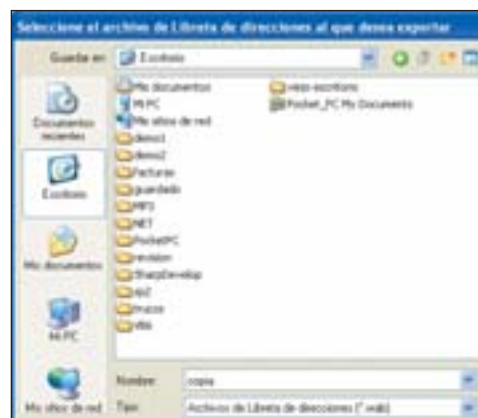 Seleccione el archivo de Libreta de direcciones al que desea exportar
Guardar en: Escritorio
Documentos recientes
Escritorio
Mis documentos
Mi PC
Mis sitios de red
Mis documentos
Mi PC
Mis sitios de red
demo1
demo2
facturas
guardado
MP3
NET
PocketPC
revision
SharpDevelop
sp2
trucos
VB6
viejo escritorio
Pocket_PC My Documents
Nombre: copia
Tipo: Archivos de Libreta de direcciones (*.wab)